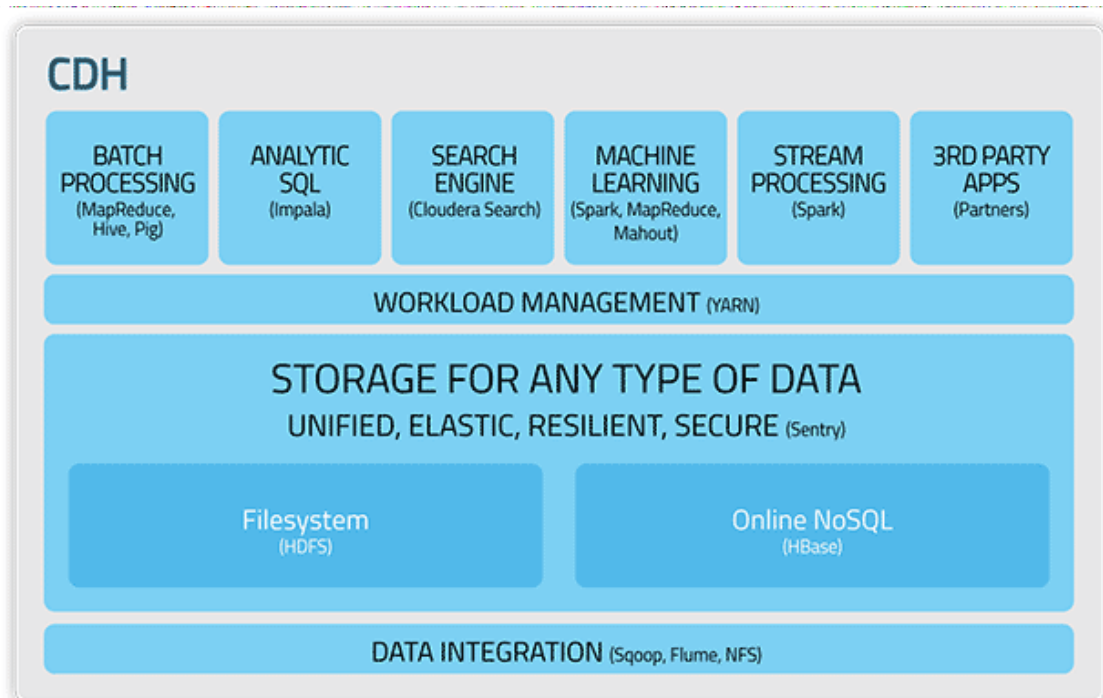 CDH
BATCH
PROCESSING
(MapReduce,
Hive, Pig)
ANALYTIC
SQL
(Impala)
SEARCH
ENGINE
(Cloudera Search)
MACHINE
LEARNING
(Spark, MapReduce,
Mahout)
STREAM
PROCESSING
(Spark)
3RD PARTY
APPS
(Partners)
WORKLOAD MANAGEMENT (YARN)
STORAGE FOR ANY TYPE OF DATA
UNIFIED, ELASTIC, RESILIENT, SECURE (Sentry)
Filesystem
(HDFS)
Online NoSQL
(HBase)
DATA INTEGRATION (Sqoop, Flume, NFS)